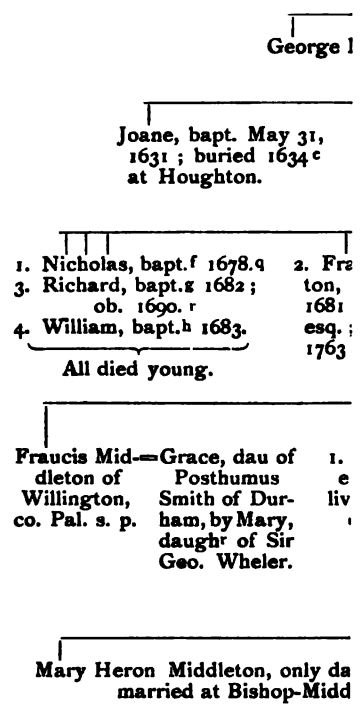 George
Joane, bapt. May 31,
1631 ; buried 1634 c
at Houghton.
1. Nicholas, bapt.f 1678.q
3. Richard, bapt.g 1682 ;
ob. 1690. r
4. William, bapt.h 1683.
All died young.
2. Fra
ton,
1681
esq. ;
1763
Fraucis Mid-
dleton of
Willington,
co. Pal. s. p.
=Grace, dau of
Posthumus
Smith of Dur-
ham, by Mary,
daughr of Sir
Geo. Wheler.
1.
e
liv
Mary Heron Middleton, only da
married at Bishop-Midd